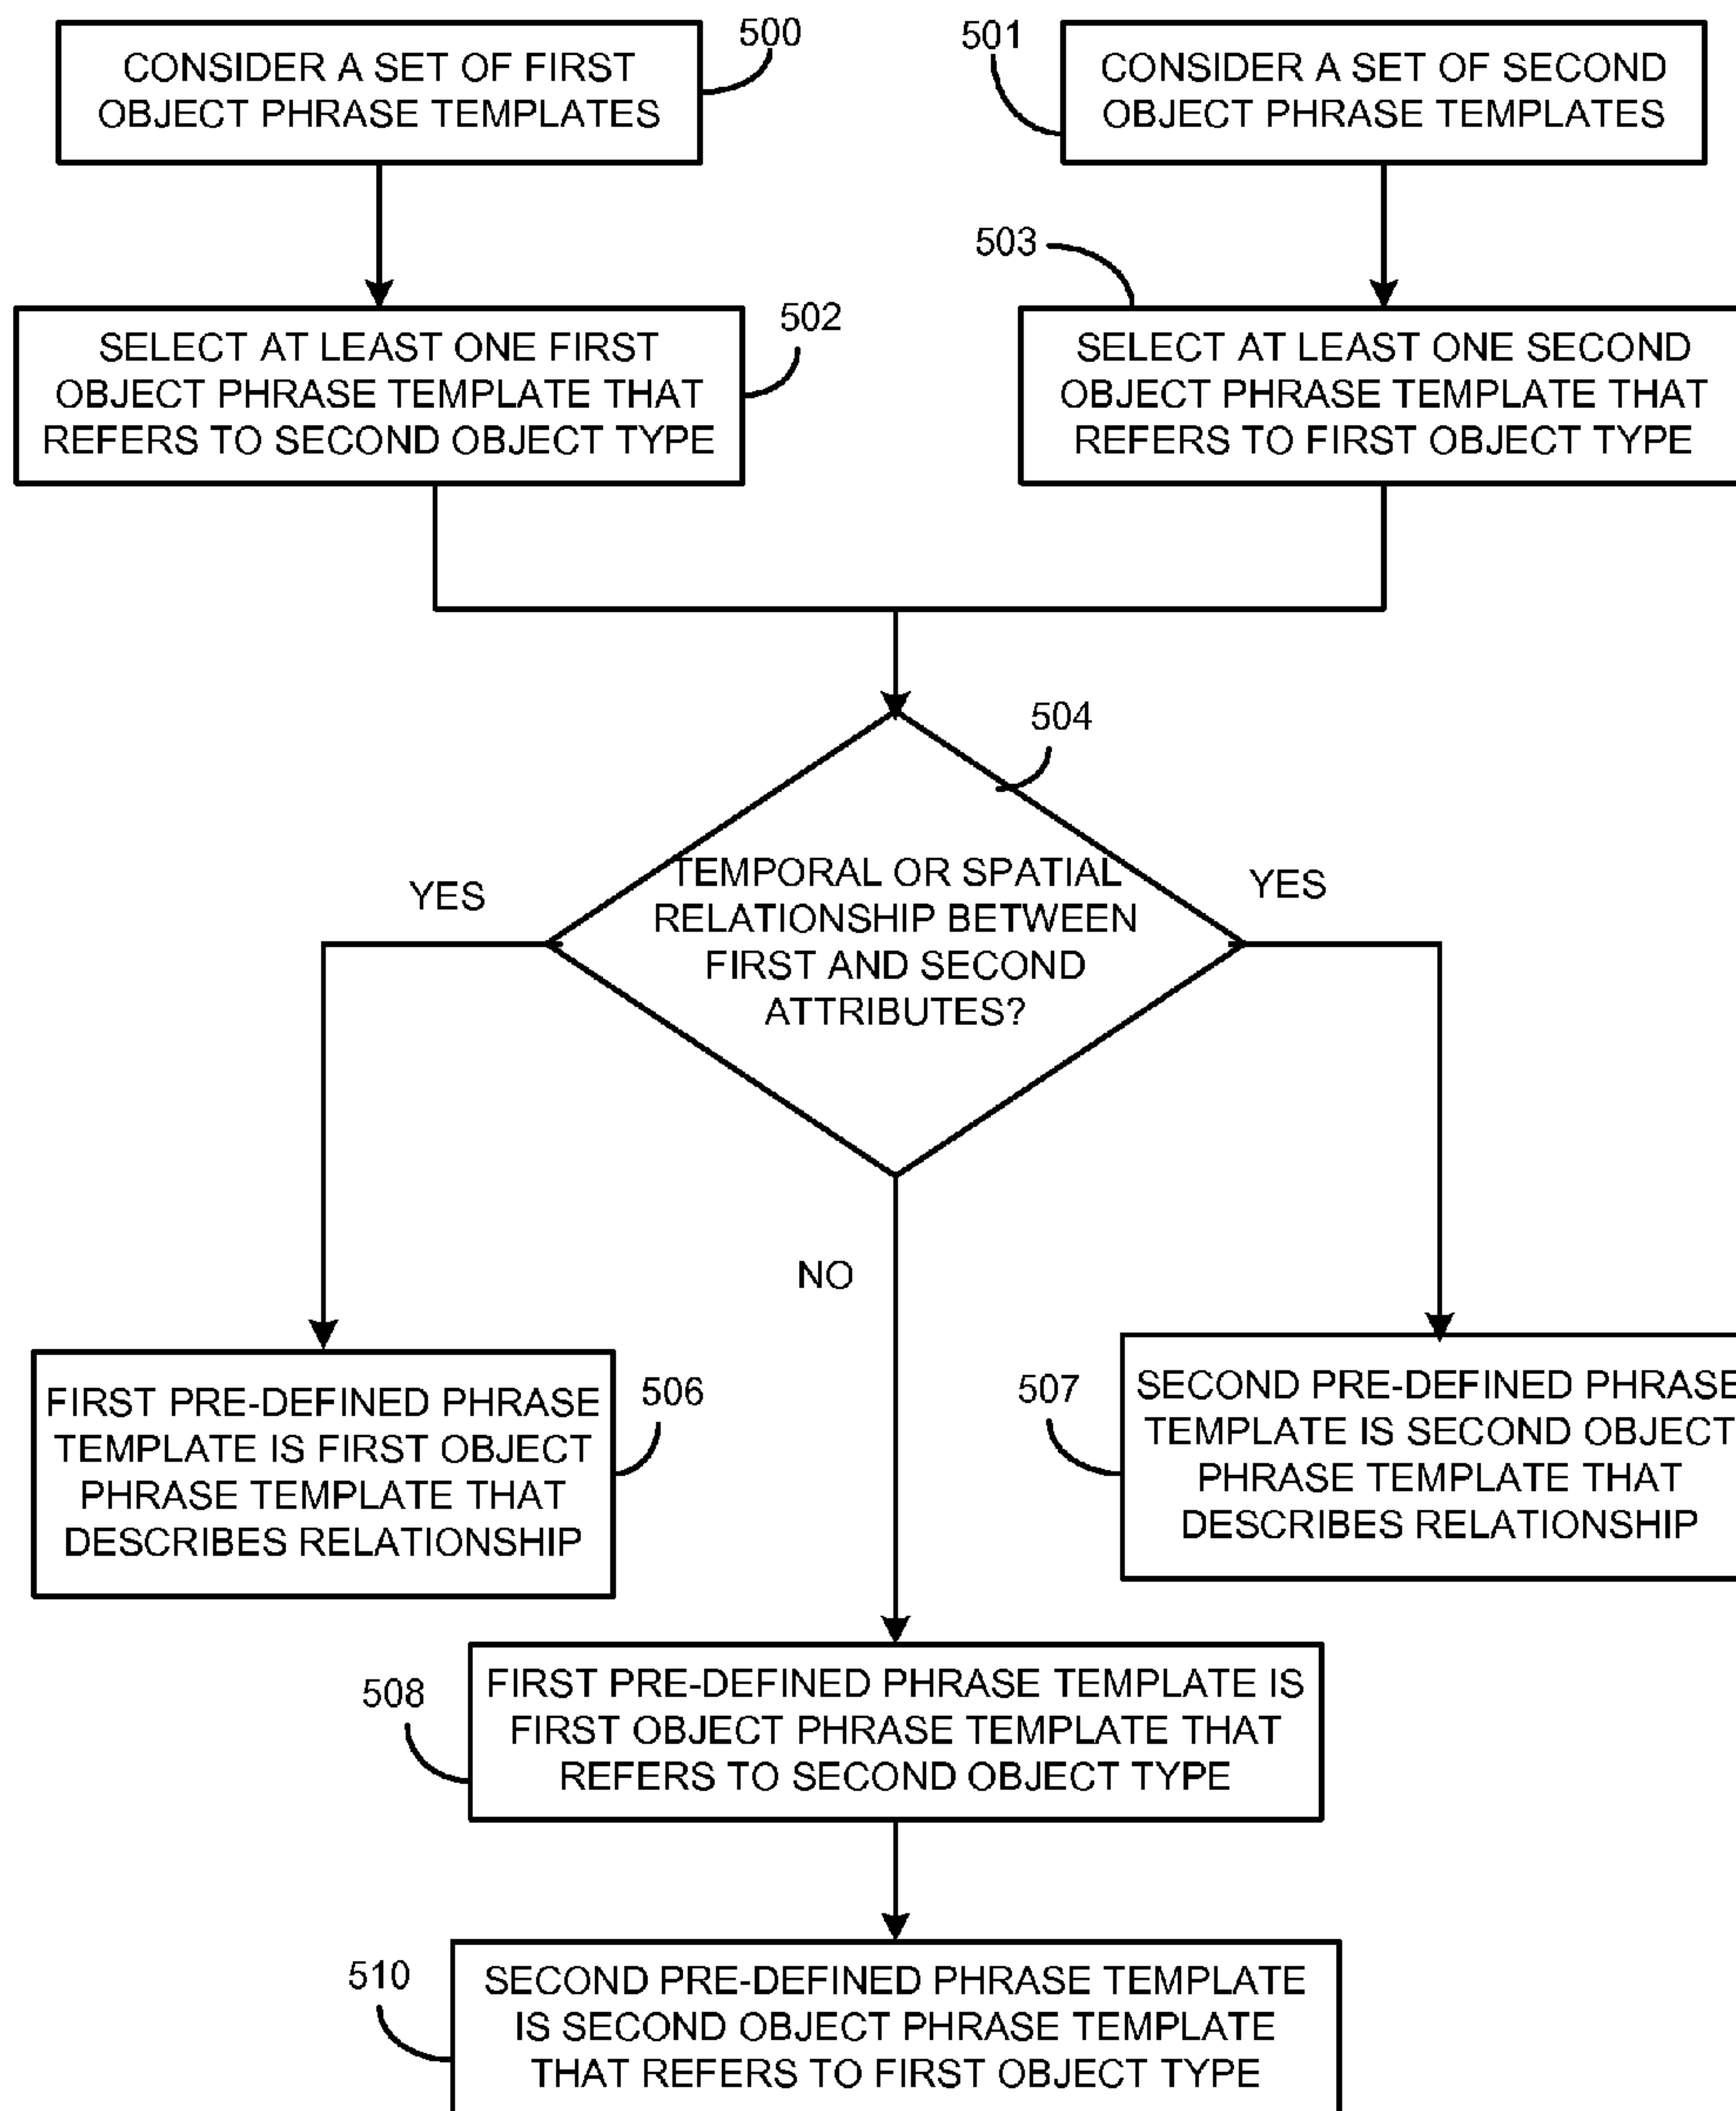 500
CONSIDER A SET OF FIRST
OBJECT PHRASE TEMPLATES
501
CONSIDER A SET OF SECOND
OBJECT PHRASE TEMPLATES
502
SELECT AT LEAST ONE FIRST
OBJECT PHRASE TEMPLATE THAT
REFERS TO SECOND OBJECT TYPE
503
SELECT AT LEAST ONE SECOND
OBJECT PHRASE TEMPLATE THAT
REFERS TO FIRST OBJECT TYPE
504
TEMPORAL OR SPATIAL
RELATIONSHIP BETWEEN
FIRST AND SECOND
ATTRIBUTES?
YES
YES
NO
FIRST PRE-DEFINED PHRASE
TEMPLATE IS FIRST OBJECT
PHRASE TEMPLATE THAT
DESCRIBES RELATIONSHIP
506
507
SECOND PRE-DEFINED PHRASE
TEMPLATE IS SECOND OBJECT
PHRASE TEMPLATE THAT
DESCRIBES RELATIONSHIP
508
FIRST PRE-DEFINED PHRASE TEMPLATE IS
FIRST OBJECT PHRASE TEMPLATE THAT
REFERS TO SECOND OBJECT TYPE
510
SECOND PRE-DEFINED PHRASE TEMPLATE
IS SECOND OBJECT PHRASE TEMPLATE
THAT REFERS TO FIRST OBJECT TYPE